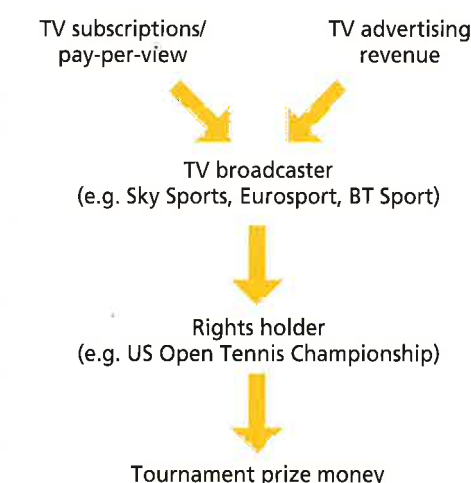 TV subscriptions/
pay-per-view
TV advertising
revenue
TV broadcaster
(e.g. Sky Sports, Eurosport, BT Sport)
Rights holder
(e.g. US Open Tennis Championship)
Tournament prize money